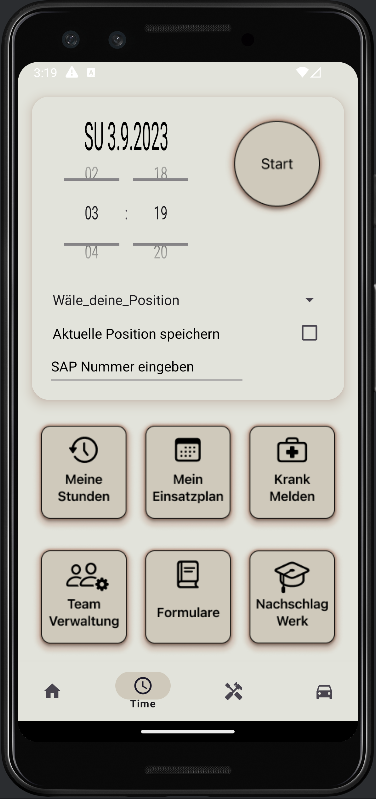 3:19
SU 3.9.2023
02 18
03 : 19
04 20
Start
Wäle_deine_Position
Aktuelle Position speichern
SAP Nummer eingeben
Meine
Stunden
Mein
Einsatzplan
Krank
Melden
Team
Verwaltung
Formulare
Nachschlag
Werk
Time